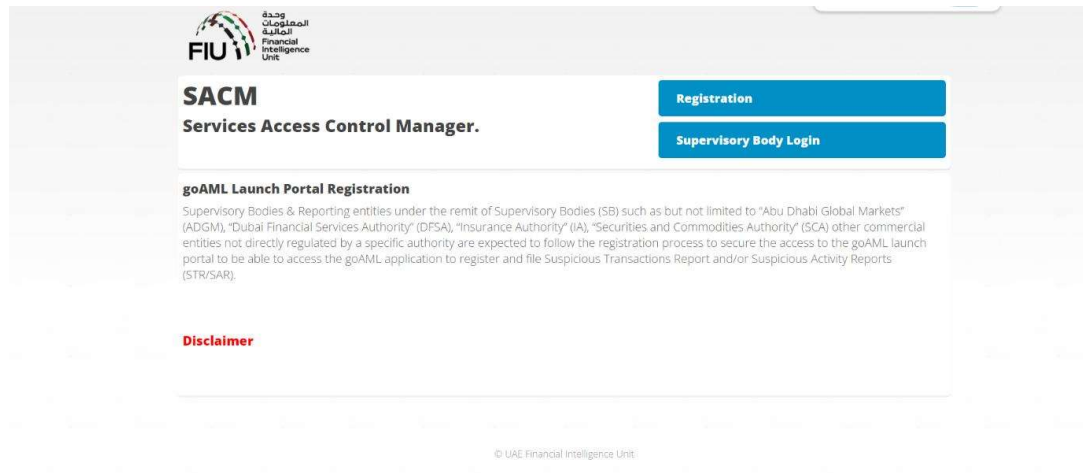 وحدة
المعلومات
المالية
FIU
Financial
Intelligence
Unit
SACM
Services Access Control Manager.
Registration
Supervisory Body Login
goAML Launch Portal Registration
Supervisory Bodies & Reporting entities under the remit of Supervisory Bodies (SB) such as but not limited to “Abu Dhabi Global Markets”
(ADGM), “Dubai Financial Services Authority” (DFSA), “Insurance Authority” (IA), “Securities and Commodities Authority” (SCA) other commercial
entities not directly regulated by a specific authority are expected to follow the registration process to secure the access to the goAML launch
portal to be able to access the goAML application to register and file Suspicious Transactions Report and/or Suspicious Activity Reports
(STR/SAR).
Disclaimer
© UAE Financial Intelligence Unit